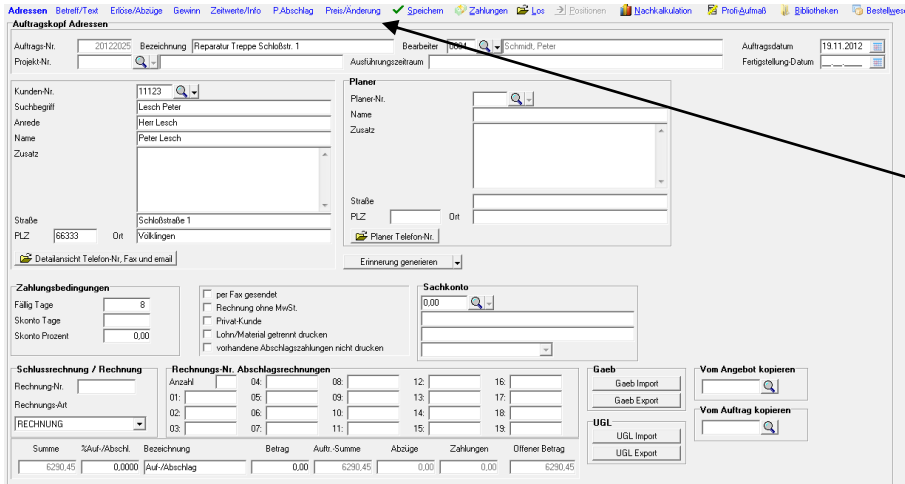 Adressen Betreff/Text Erlöse/Abzüge Gewinn Zeitwerte/Info P.Abschlag Preis/Änderung Speichern Zahlungen Los Positionen Nachkalkulation Profi-Aufmaß Bibliotheken Bestellwese
Auftragskopf Adressen
Auftrags-Nr. 20122025 Bezeichnung Reparatur Treppe Schloßstr. 1 Bearbeiter 0004 Schmidt, Peter Auftragsdatum 19.11.2012
Projekt-Nr. Ausführungszeitraum Fertigstellung-Datum __.__.____
Kunden-Nr. 11123
Suchbegriff Lesch Peter
Anrede Herr Lesch
Name Peter Lesch
Zusatz
Straße Schloßstraße 1
PLZ 66333 Ort Völklingen
Detailansicht Telefon-Nr, Fax und email
Planer
Planer-Nr.
Name
Zusatz
Straße
PLZ Ort
Planer Telefon-Nr.
Erinnerung generieren
Zahlungsbedingungen
Fällig Tage 8
Skonto Tage
Skonto Prozent 0,00
per Fax gesendet
Rechnung ohne MwSt.
Privat-Kunde
Lohn/Material getrennt drucken
vorhandene Abschlagszahlungen nicht drucken
Sachkonto
0,00
Schlussrechnung / Rechnung
Rechnung-Nr.
Rechnungs-Art
RECHNUNG
Rechnungs-Nr. Abschlagsrechnungen
Anzahl 04: 08: 12: 16:
01: 05: 09: 13: 17:
02: 06: 10: 14: 18:
03: 07: 11: 15: 19:
Gaeb
Gaeb Import
Gaeb Export
UGL
UGL Import
UGL Export
Vom Angebot kopieren
Vom Auftrag kopieren
Summe %Auf-/Abschl. Bezeichnung Betrag Auftr.-Summe Abzüge Zahlungen Offener Betrag
6290,45 0,0000 Auf-/Abschlag 0,00 6290,45 0,00 0,00 6290,45